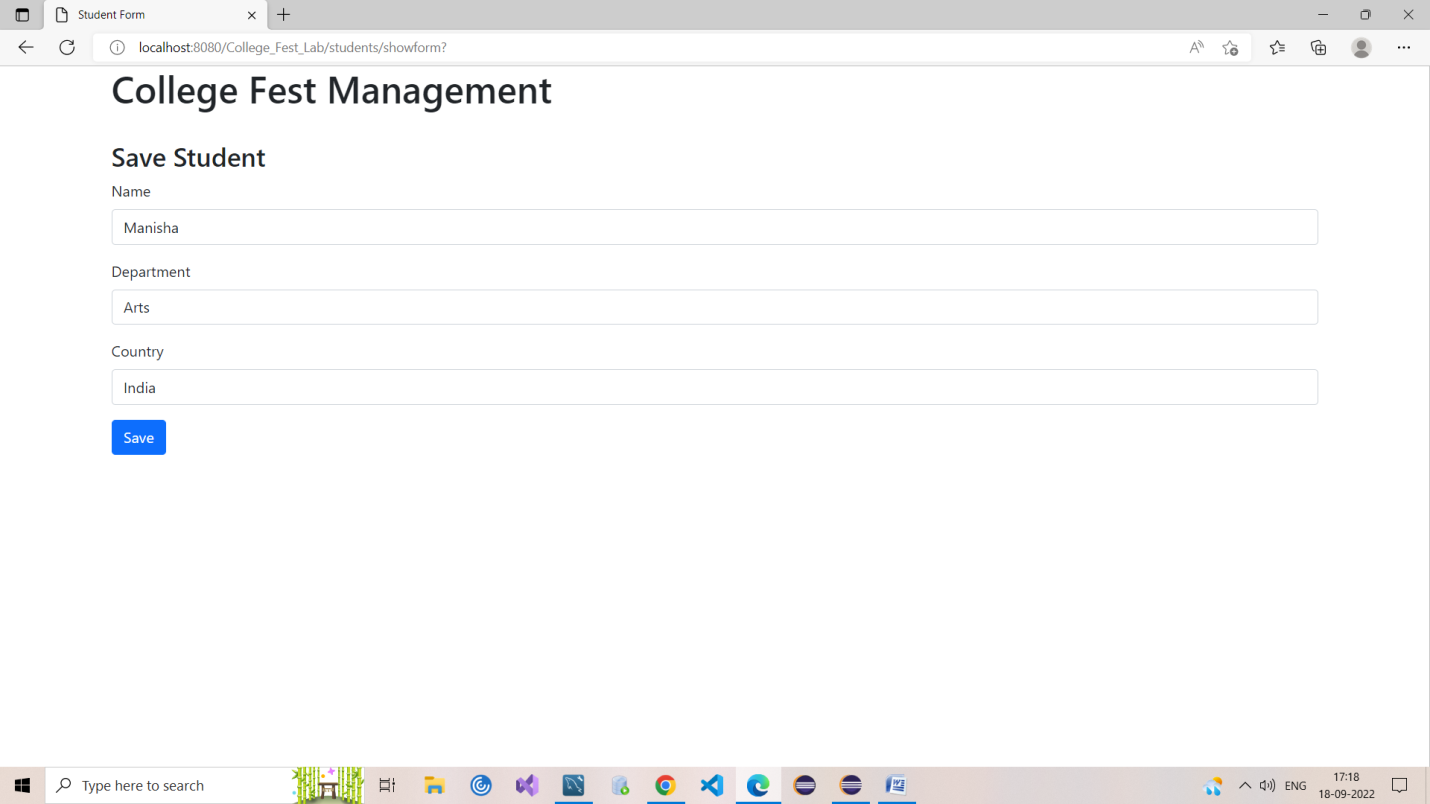 Student Form
localhost:8080/College_Fest_Lab/students/showform?
College Fest Management
Save Student
Name
Manisha
Department
Arts
Country
India
Save
Type here to search
ENG
17:18
18-09-2022